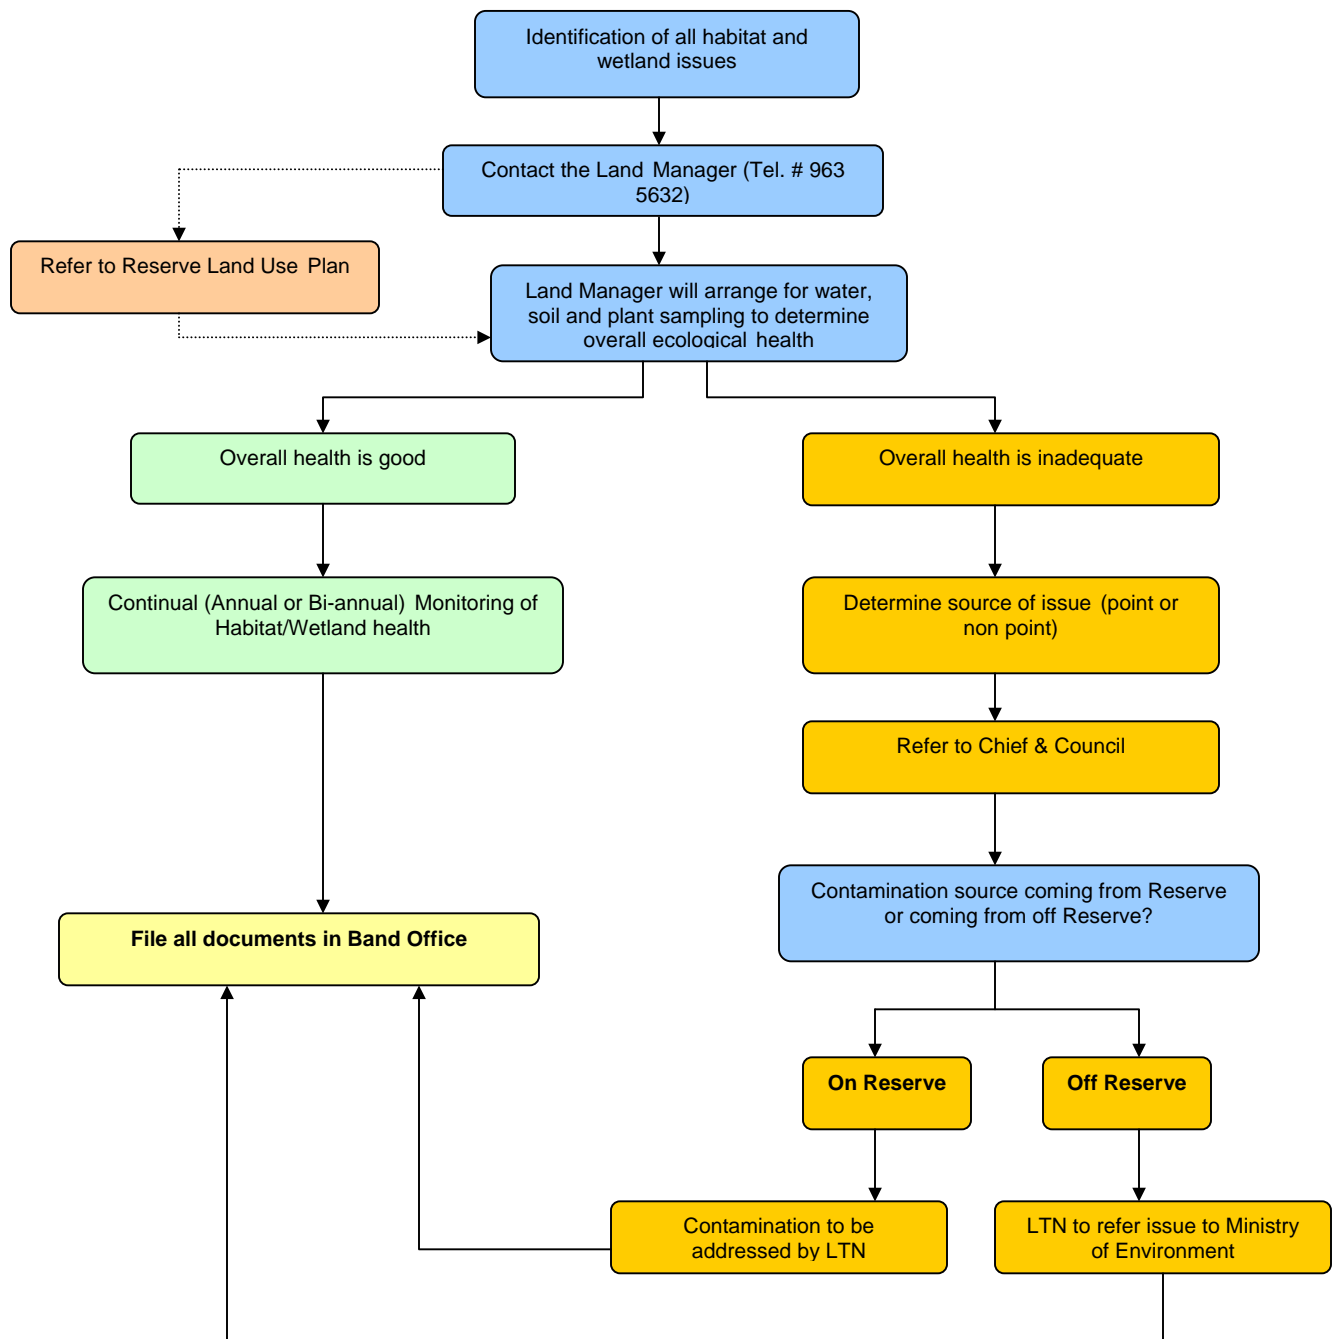 Identification of all habitat and
wetland issues
Contact the Land Manager (Tel. # 963
5632)
Refer to Reserve Land Use Plan
Land Manager will arrange for water,
soil and plant sampling to determine
overall ecological health
Overall health is good
Overall health is inadequate
Continual (Annual or Bi-annual) Monitoring of
Habitat/Wetland health
Determine source of issue (point or
non point)
Refer to Chief & Council
Contamination source coming from Reserve
or coming from off Reserve?
File all documents in Band Office
On Reserve
Off Reserve
Contamination to be
addressed by LTN
LTN to refer issue to Ministry
of Environment